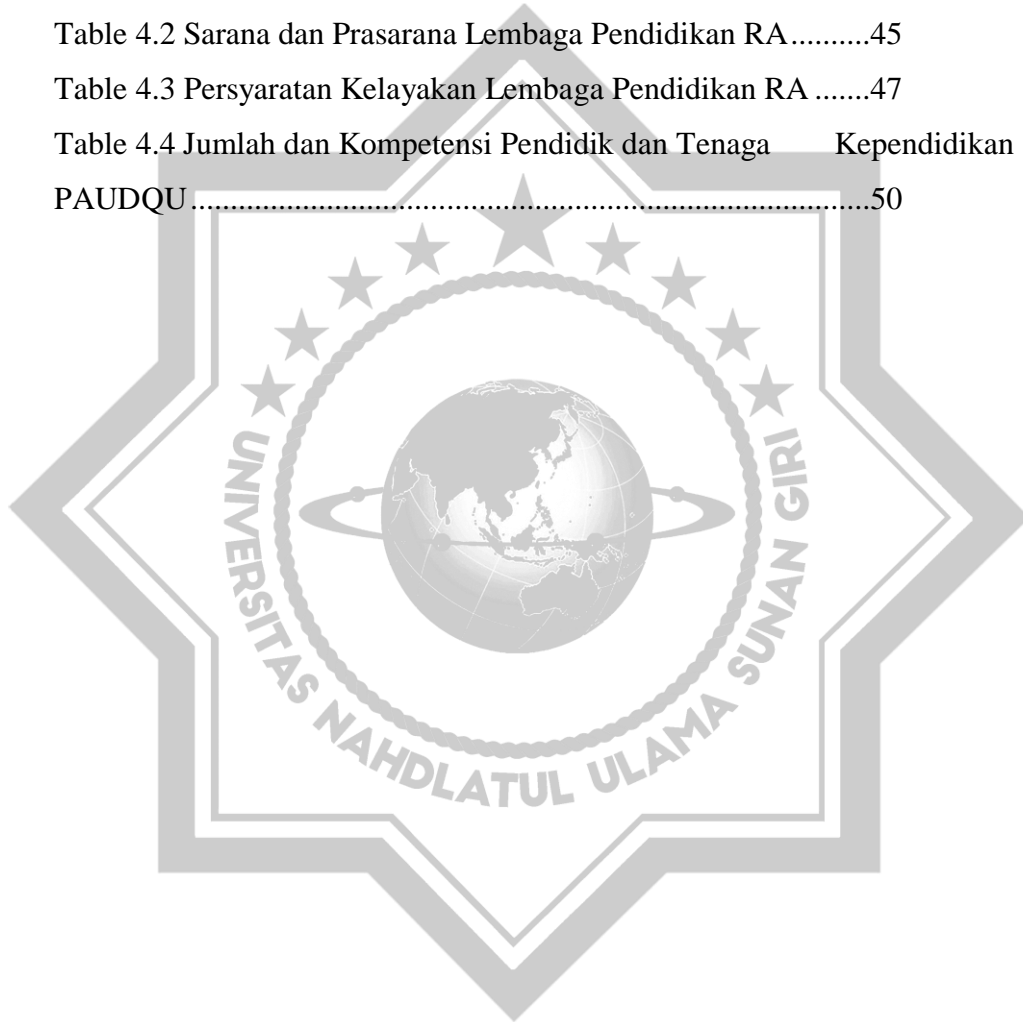 Table 4.2 Sarana dan Prasarana Lembaga Pendidikan RA..........45
Table 4.3 Persyaratan Kelayakan Lembaga Pendidikan RA .......47
Table 4.4 Jumlah dan Kompetensi Pendidik dan Tenaga Kependidikan
PAUDQU.....................................................................................50
UNIVERSITAS NAHDLATUL ULAMA SUNAN GIRI